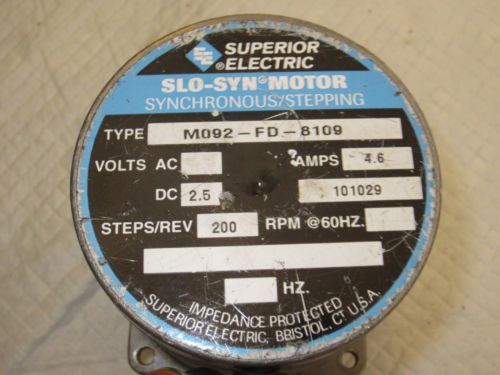 SUPERIOR
® ELECTRIC
SLO-SYN® MOTOR
SYNCHRONOUS/STEPPING
TYPE M092-FD-8109
VOLTS AC AMPS 4.6
DC 2.5 101029
STEPS/REV 200 RPM @ 60HZ.
HZ.
IMPEDANCE PROTECTED
SUPERIOR ELECTRIC, BRISTOL, CT U.S.A.